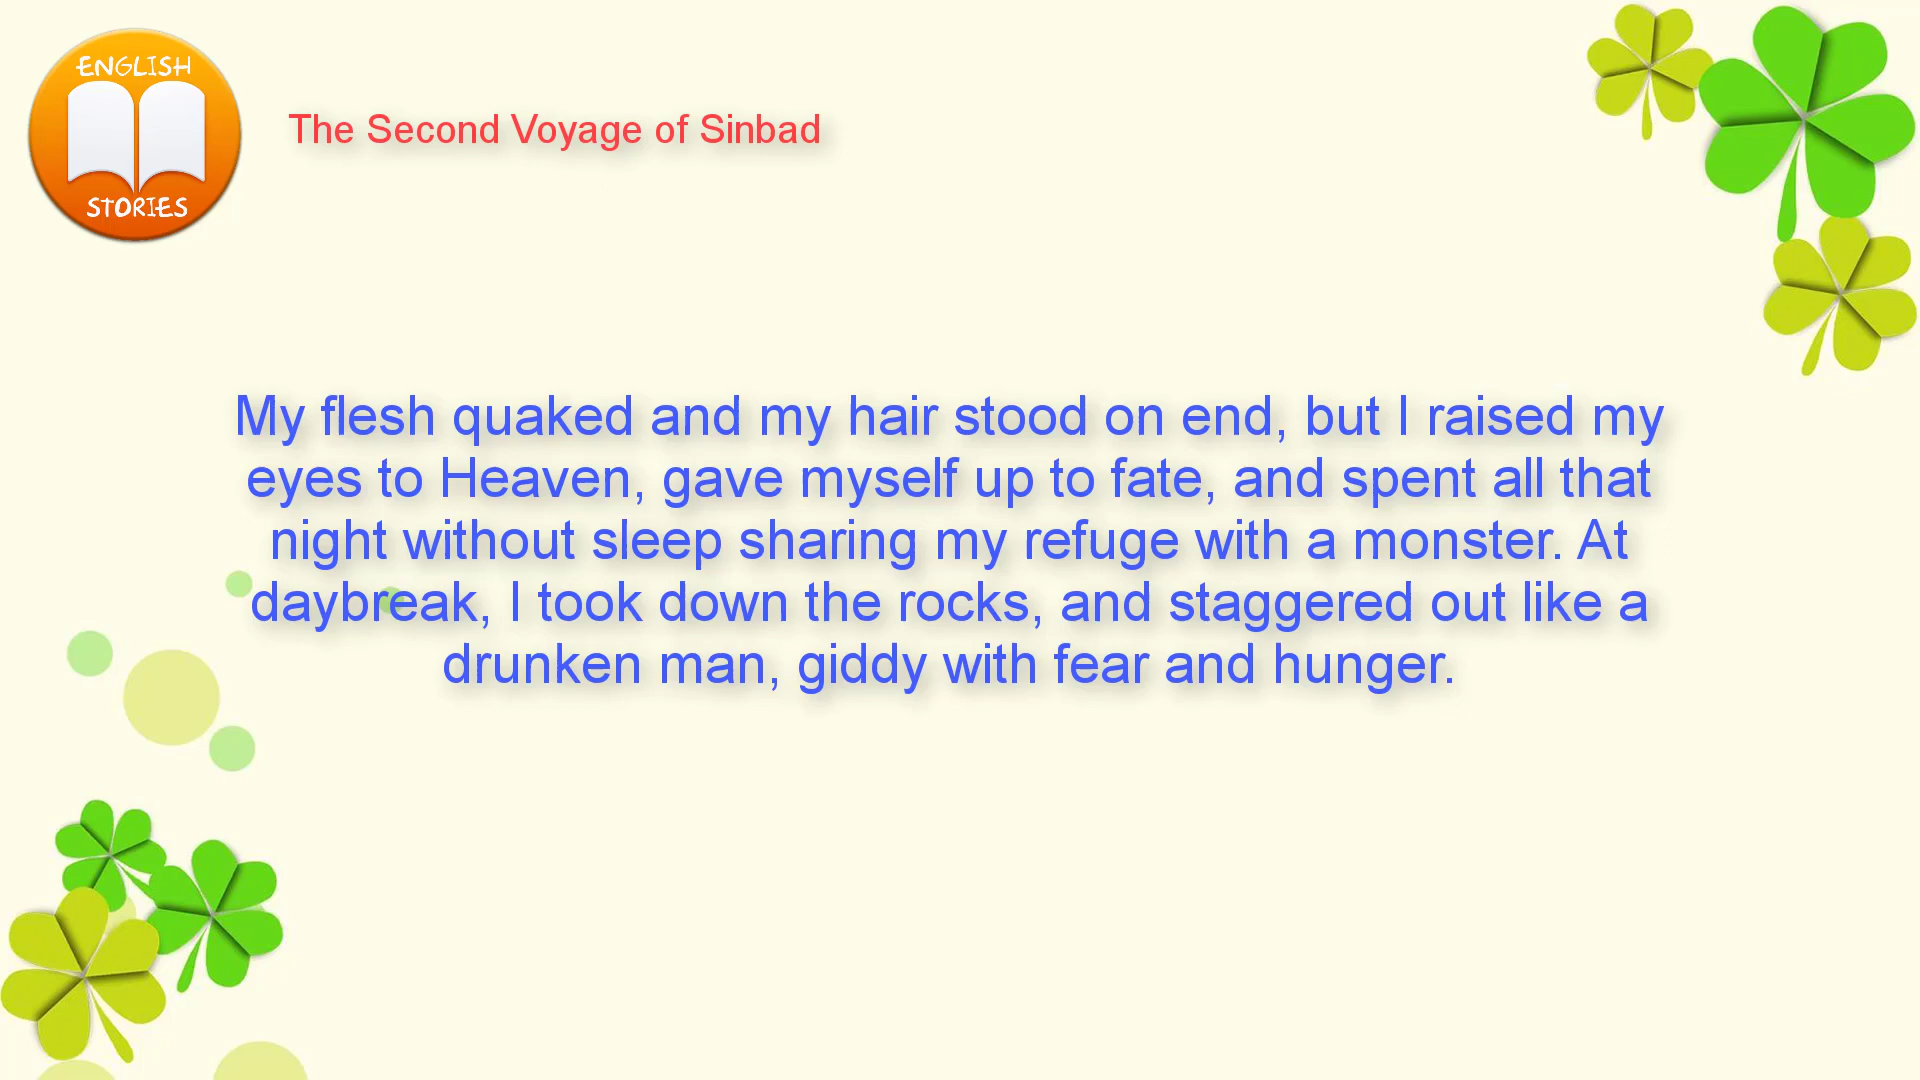 ENGLISH
STORIES
The Second Voyage of Sinbad
My flesh quaked and my hair stood on end, but I raised my
eyes to Heaven, gave myself up to fate, and spent all that
night without sleep sharing my refuge with a monster. At
daybreak, I took down the rocks, and staggered out like a
drunken man, giddy with fear and hunger.